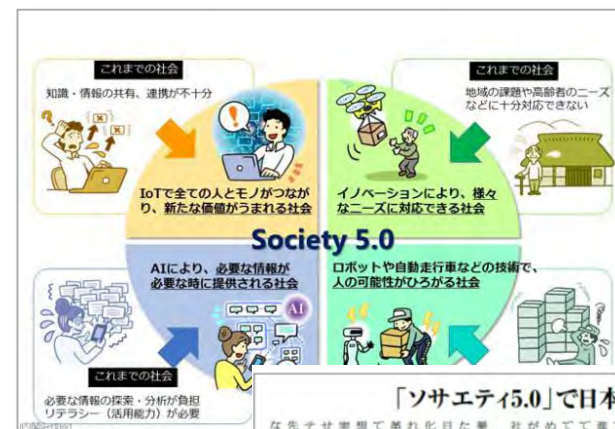 これまでの社会
知識・情報の共有、連携が不十分
IoTで全ての人とモノがつなが
り、新たな価値がうまれる社会
これまでの社会
地域の課題や高齢者のニーズ
などに十分対応できない
イノベーションにより、様々
なニーズに対応できる社会
Society 5.0
AIにより、必要な情報が
必要な時に提供される社会
AI
これまでの社会
必要な情報の探索・分析が負担
リテラシー（活用能力）が必要
ロボットや自動走行車などの技術で、
人の可能性がひろがる社会
「ソサエティ5.0」で日本